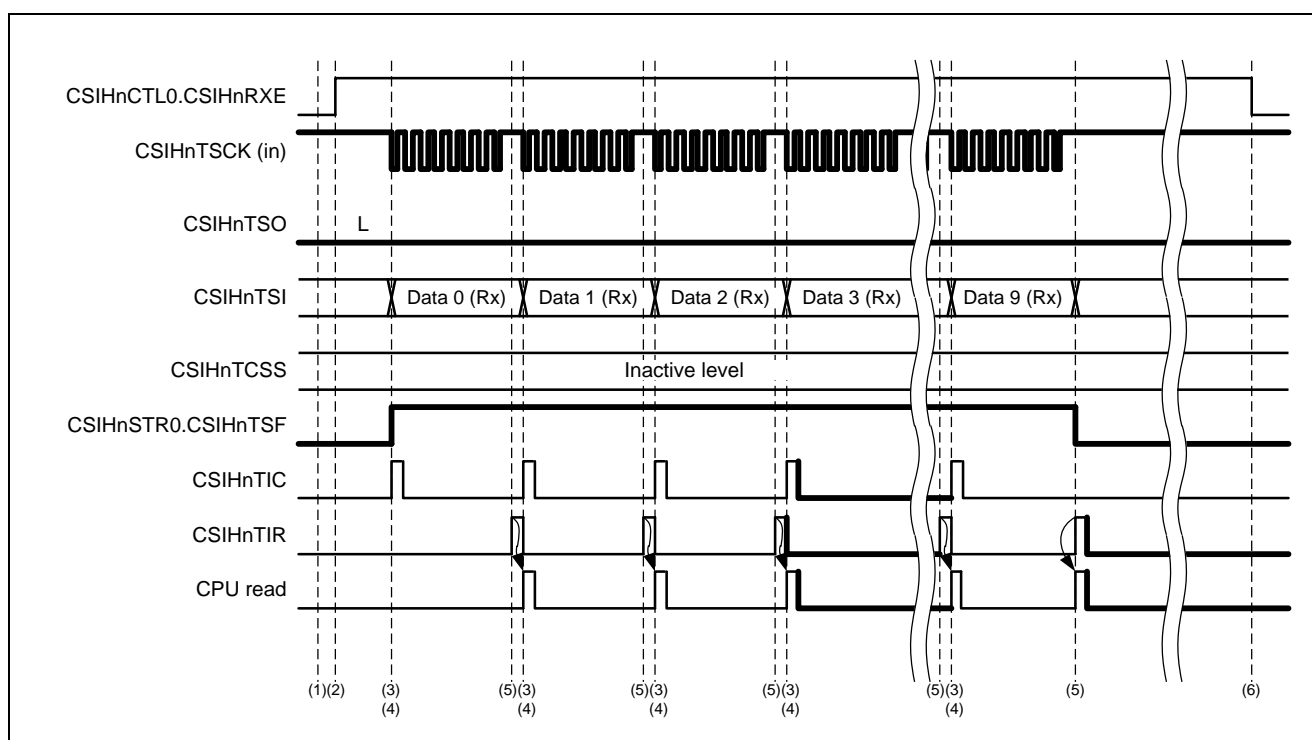 CSIHnCTL0.CSIHnRXE
CSIHnTSCK (in)
CSIHnTSO L
CSIHnTSI Data 0 (Rx) Data 1 (Rx) Data 2 (Rx) Data 3 (Rx) Data 9 (Rx)
CSIHnTCSS Inactive level
CSIHnSTR0.CSIHnTSF
CSIHnTIC
CSIHnTIR
CPU read
(1)(2) (3) (5)(3) (5)(3) (5)(3) (5)(3) (5) (6)
(4) (4) (4) (4) (4)